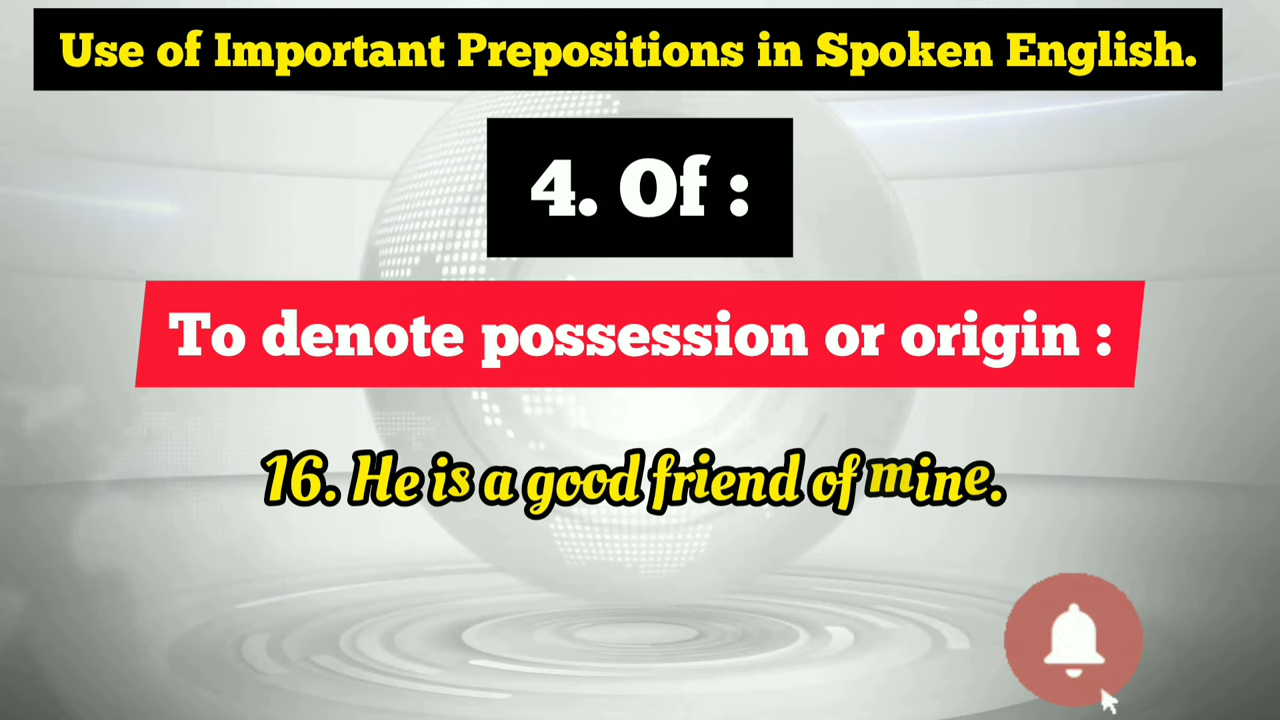 Use of Important Prepositions in Spoken English.
4. Of :
To denote possession or origin :
16. He is a good friend of mine.